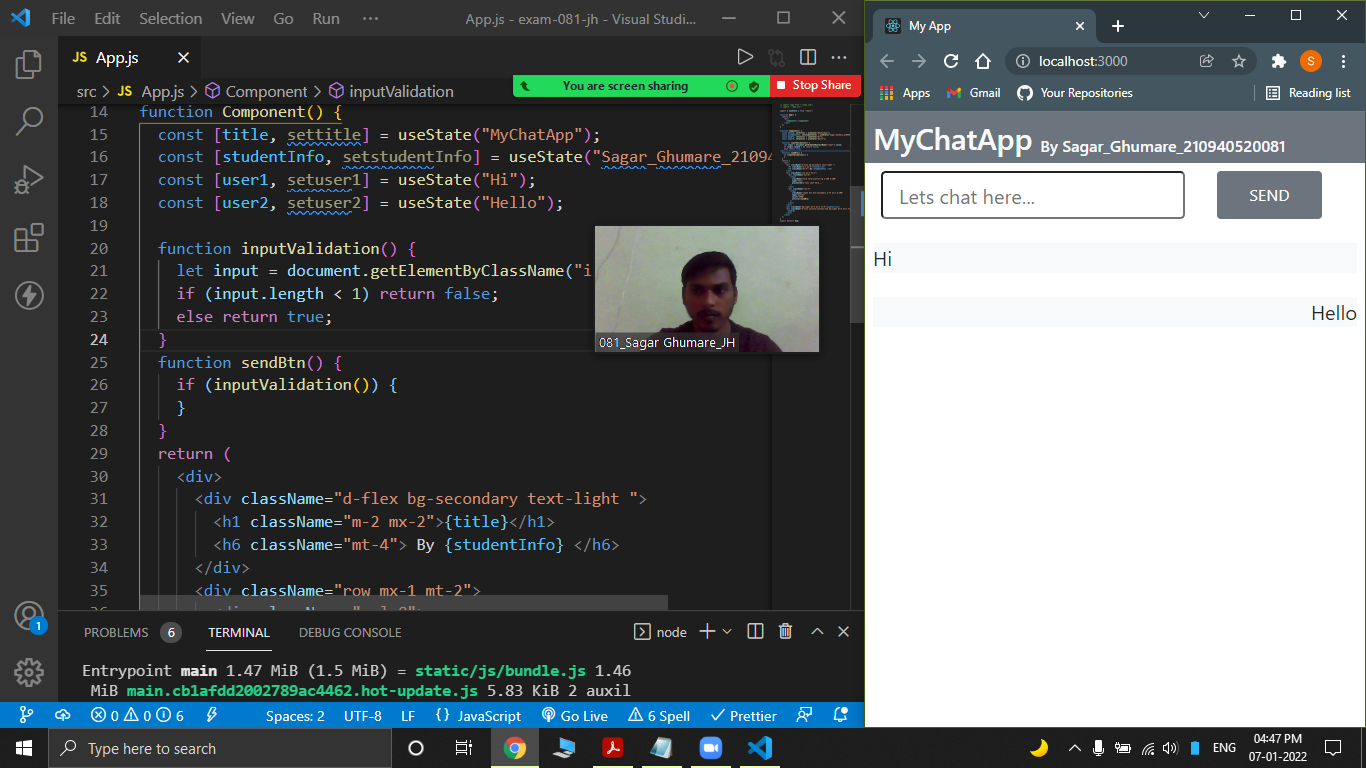 File Edit Selection View Go Run ··· App.js - exam-081-jh - Visual Studi...
JS App.js
src > JS App.js > Component > inputValidation
You are screen sharing Stop Share
14 function Component() {
15 const [title, settitle] = useState("MyChatApp");
16 const [studentInfo, setstudentInfo] = useState("Sagar_Ghumare_2109
17 const [user1, setuser1] = useState("Hi");
18 const [user2, setuser2] = useState("Hello");
19
20 function inputValidation() {
21 let input = document.getElementByClassName("i
22 if (input.length < 1) return false;
23 else return true;
24 }
25 function sendBtn() {
26 if (inputValidation()) {
27 }
28 }
29 return (
30 <div>
31 <div className="d-flex bg-secondary text-light ">
32 <h1 className="m-2 mx-2">{title}</h1>
33 <h6 className="mt-4"> By {studentInfo} </h6>
34 </div>
35 <div className="row mx-1 mt-2">
081_Sagar Ghumare_JH
PROBLEMS 6 TERMINAL DEBUG CONSOLE node
Entrypoint main 1.47 MiB (1.5 MiB) = static/js/bundle.js 1.46
MiB main.cb1afdd2002789ac4462.hot-update.js 5.83 KiB 2 auxil
1
0 0 6 Spaces: 2 UTF-8 LF {} JavaScript Go Live 6 Spell Prettier
My App
localhost:3000 S
Apps Gmail Your Repositories Reading list
MyChatApp By Sagar_Ghumare_210940520081
Lets chat here... SEND
Hi
Hello
Type here to search
ENG 04:47 PM
07-01-2022